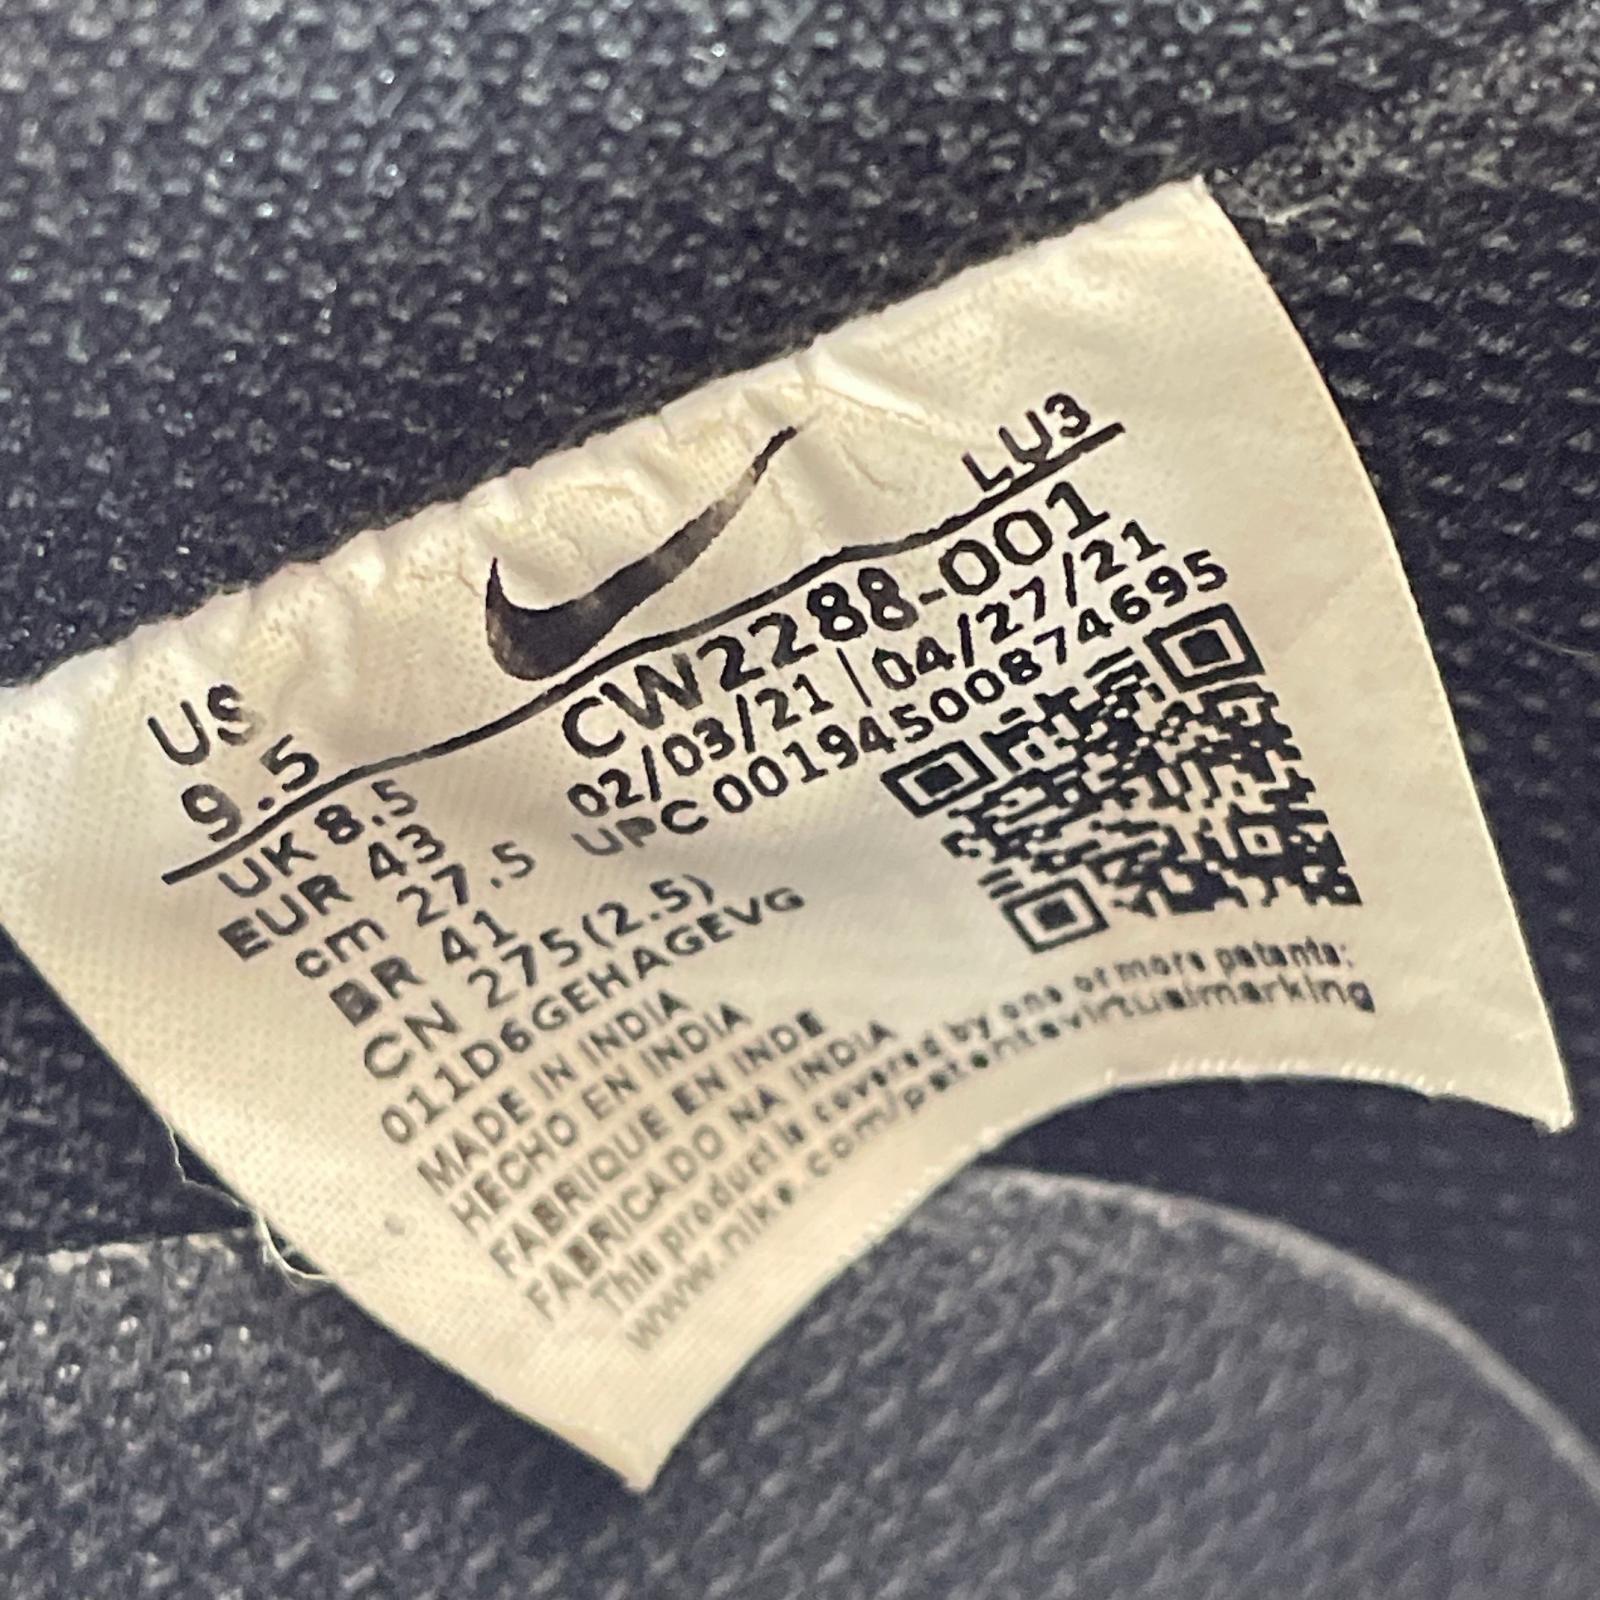 LU3
US
9.5
CW2288-001
02/03/21 | 04/27/21
UPC 00194500874695
UK 8.5
EUR 43
cm 27.5
BR 41
CN 275(2.5)
011D6GEHAGEVG
MADE IN INDIA
HECHO EN INDIA
FABRIQUE EN INDE
FABRICADO NA INDIA
This product is covered by one or more patents:
www.nike.com/patentsvirtualmarking